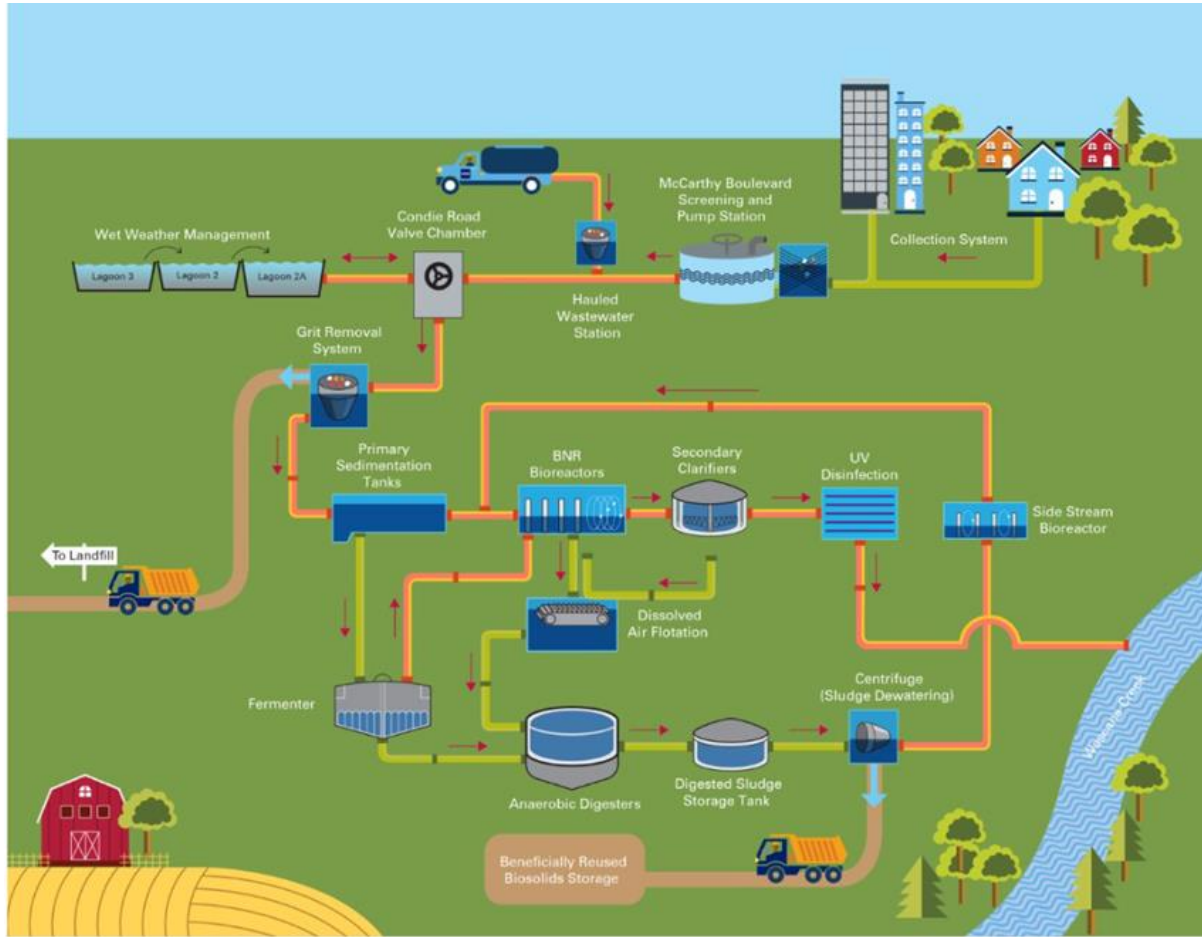 McCarthy Boulevard
Screening and
Pump Station
Condie Road
Valve Chamber
Wet Weather Management
Collection System
Lagoon 3
Lagoon 2
Lagoon 2A
Hauled
Wastewater
Station
Grit Removal
System
Primary
Sedimentation
Tanks
BNR
Bioreactors
Secondary
Clarifiers
UV
Disinfection
Side Stream
Bioreactor
To Landfill
Dissolved
Air Flotation
Fermenter
Centrifuge
(Sludge Dewatering)
Creek
Anaerobic Digesters
Digested Sludge
Storage Tank
Beneficially Reused
Biosolids Storage